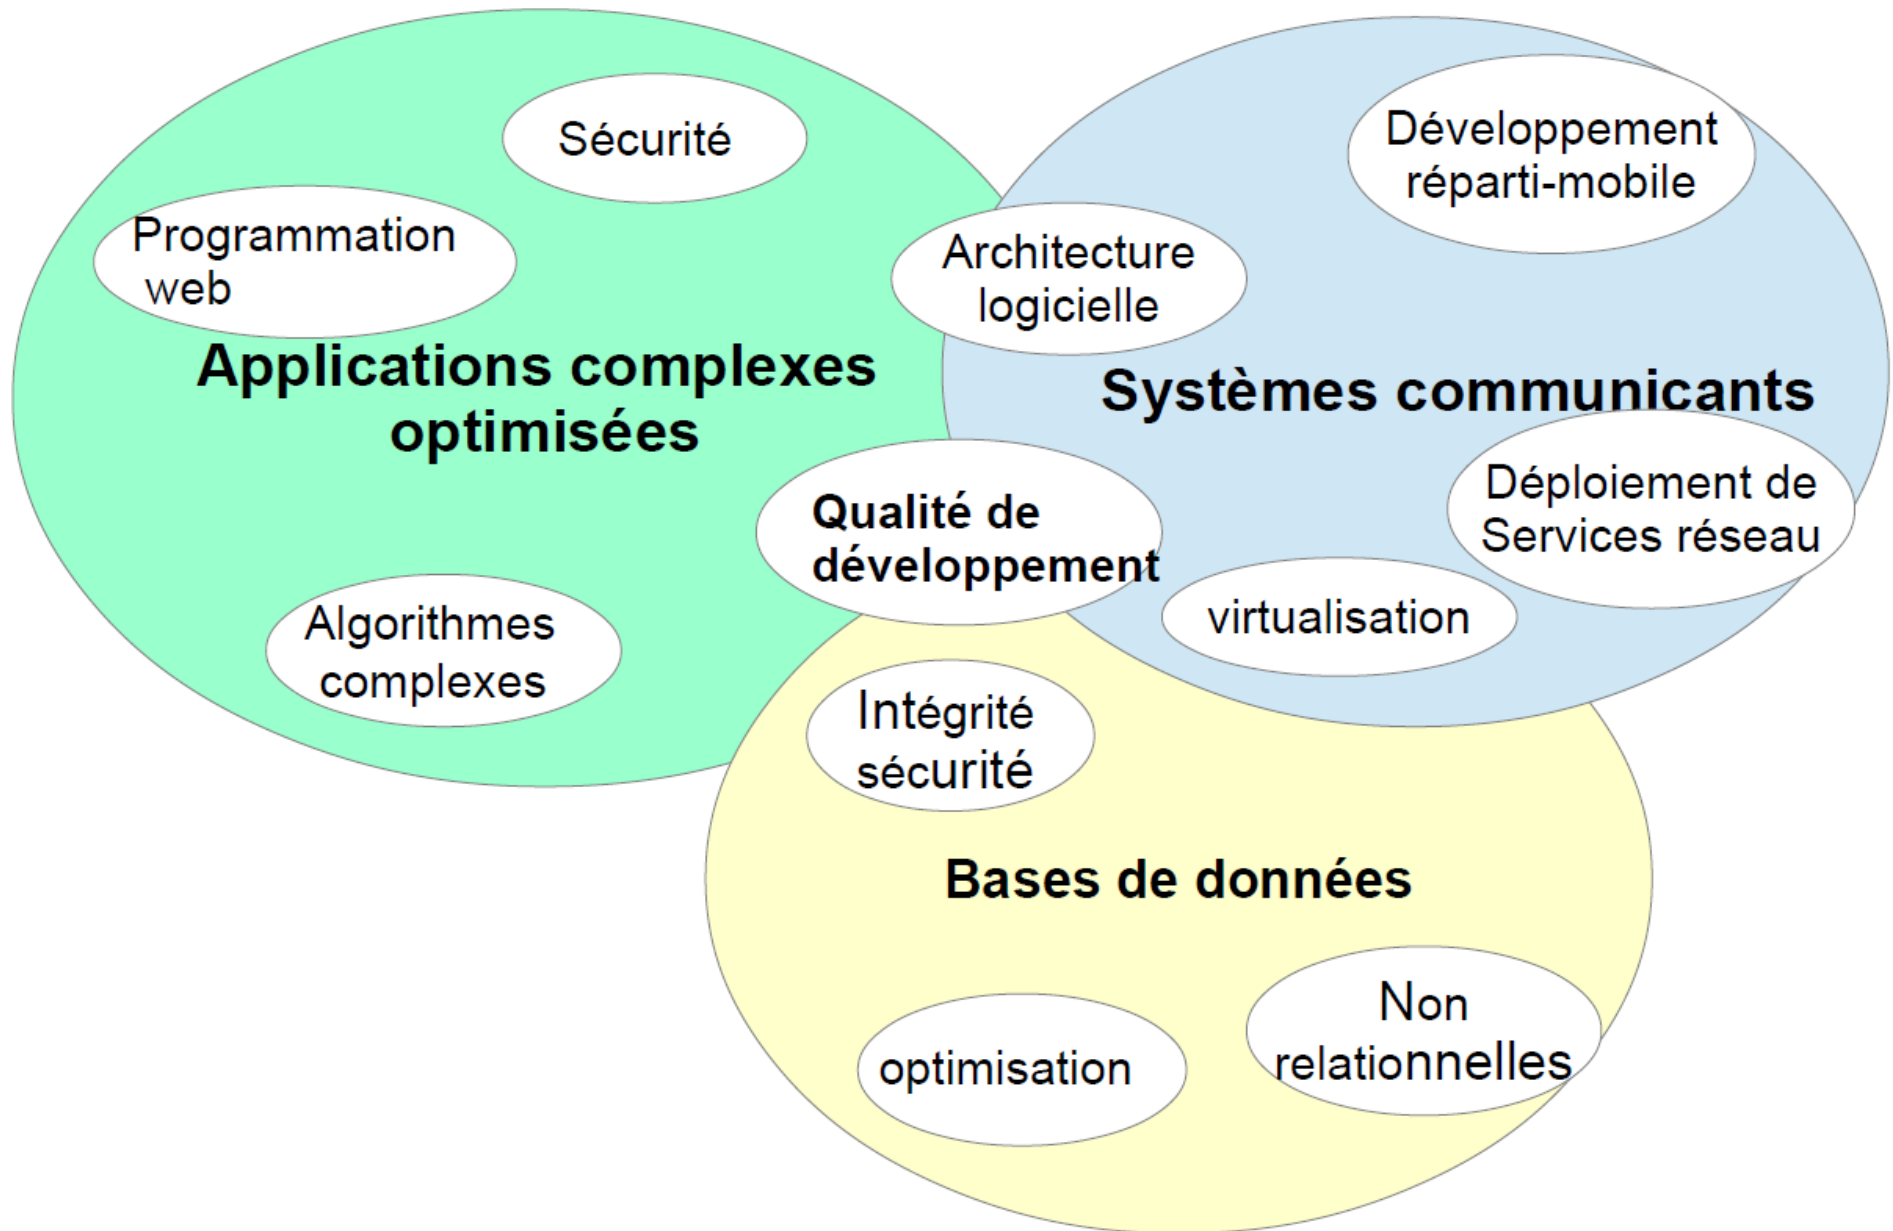 Sécurité
Programmation
web
Applications complexes
optimisées
Algorithmes
complexes
Architecture
logicielle
Qualité de
développement
Développement
réparti-mobile
Systèmes communicants
Déploiement de
Services réseau
virtualisation
Intégrité
sécurité
Bases de données
optimisation
Non
relationnelles